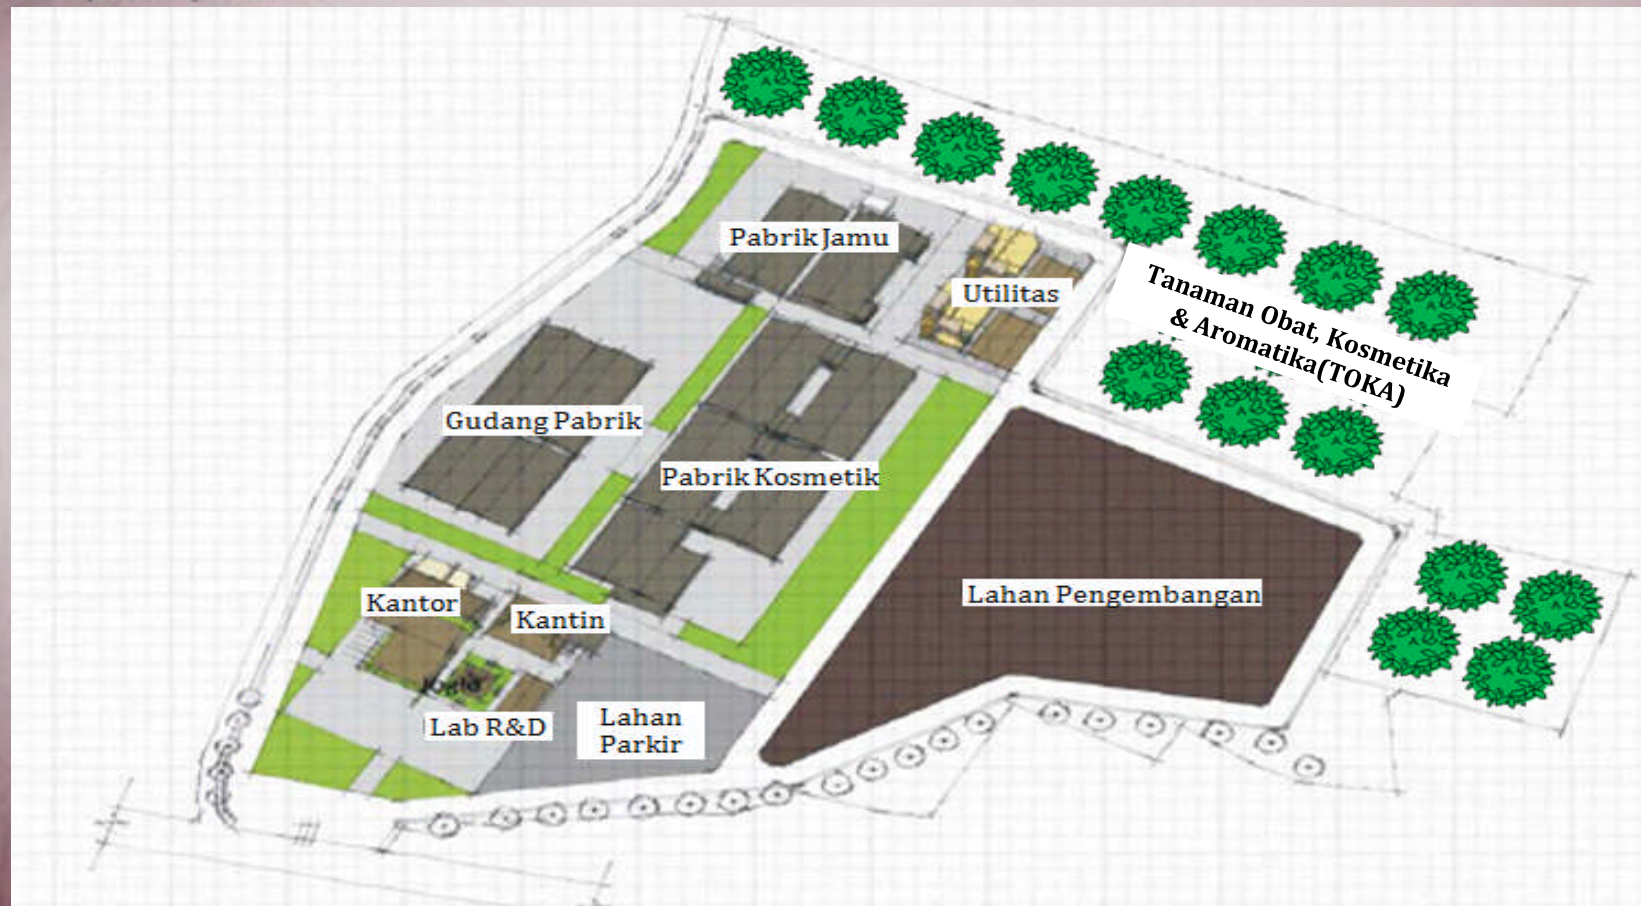 Pabrik Jamu
Utilitas
Tanaman Obat, Kosmetika
& Aromatika(TOKA)
Gudang Pabrik
Pabrik Kosmetik
Lahan Pengembangan
Kantor
Kantin
Joglo
Lab R&D
Lahan
Parkir